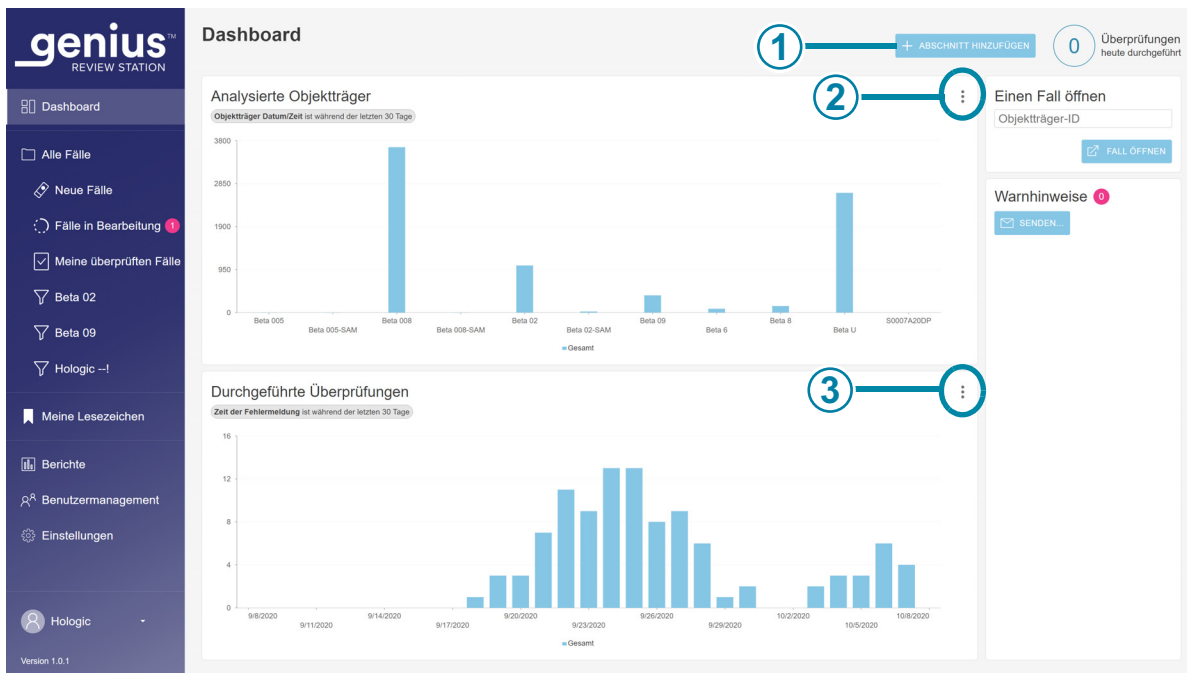 genius™
REVIEW STATION
Dashboard
Alle Fälle
Neue Fälle
Fälle in Bearbeitung 1
Meine überprüften Fälle
Beta 02
Beta 09
Hologic --!
Meine Lesezeichen
Berichte
Benutzermanagement
Einstellungen
Hologic
Version 1.0.1
Dashboard
1
+ ABSCHNITT HINZUFÜGEN
0
Überprüfungen
heute durchgeführt
Analysierte Objektträger
2
Objektträger Datum/Zeit ist während der letzten 30 Tage
3800
2850
1900
950
0
Beta 005
Beta 005-SAM
Beta 008
Beta 008-SAM
Beta 02
Beta 02-SAM
Beta 09
Beta 6
Beta 8
Beta U
S0007A20DP
Gesamt
Durchgeführte Überprüfungen
3
Zeit der Fehlermeldung ist während der letzten 30 Tage
16
12
8
4
0
9/8/2020
9/11/2020
9/14/2020
9/17/2020
9/20/2020
9/23/2020
9/26/2020
9/29/2020
10/2/2020
10/5/2020
10/8/2020
Gesamt
Einen Fall öffnen
Objektträger-ID
FALL ÖFFNEN
Warnhinweise 0
SENDEN...